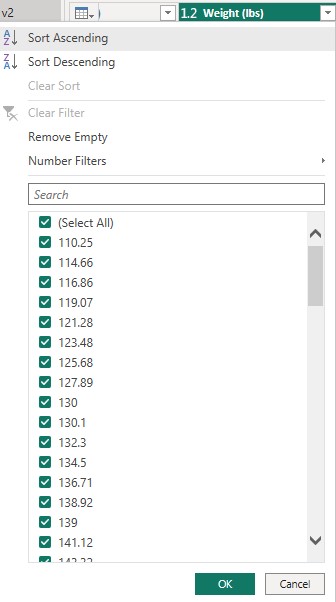 v2
1.2 Weight (lbs)
Sort Ascending
Sort Descending
Clear Sort
Clear Filter
Remove Empty
Number Filters
Search
(Select All)
110.25
114.66
116.86
119.07
121.28
123.48
125.68
127.89
130
130.1
132.3
134.5
136.71
138.92
139
141.12
OK
Cancel